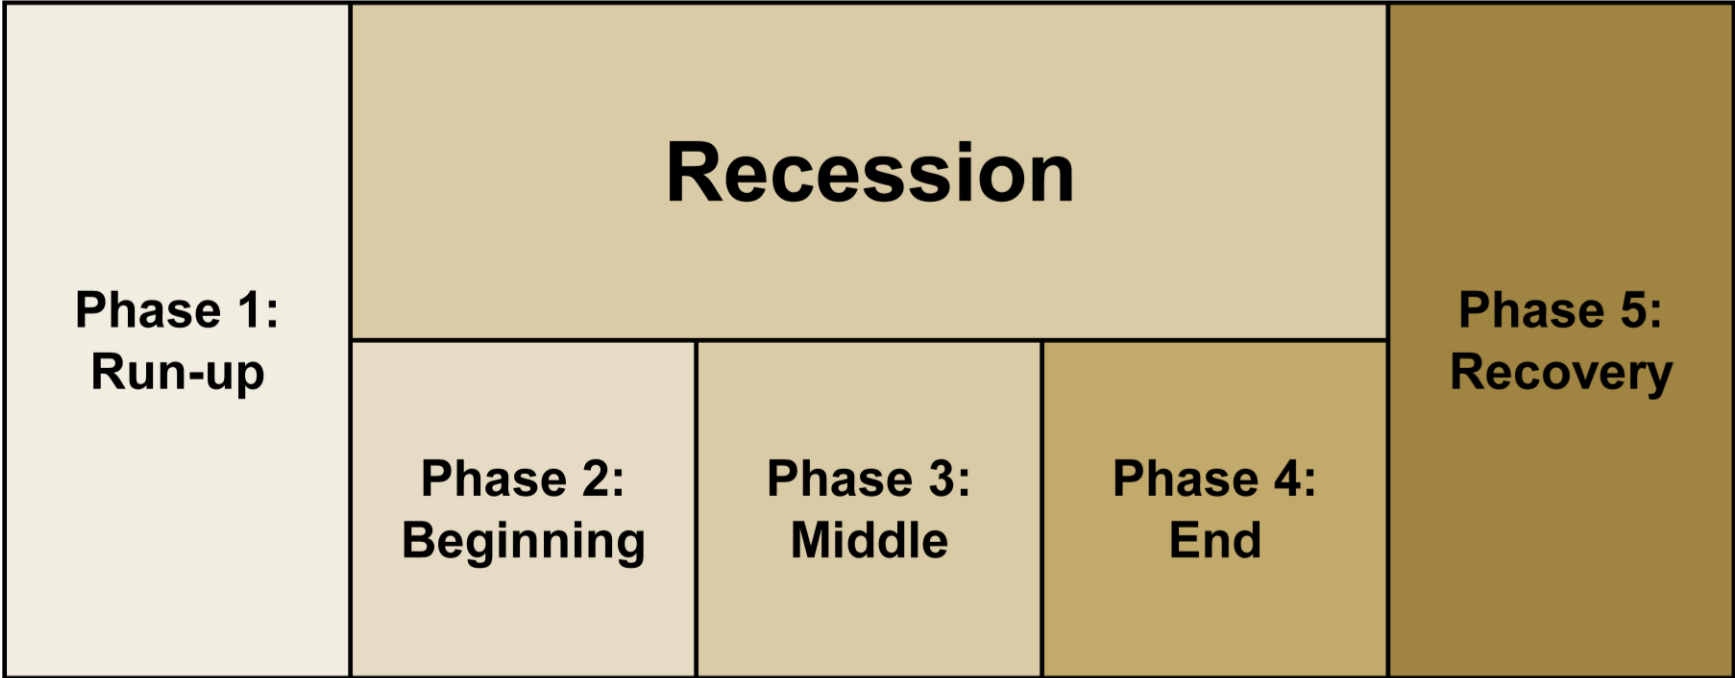 Phase 1:
Run-up
Recession
Phase 2:
Beginning
Phase 3:
Middle
Phase 4:
End
Phase 5:
Recovery